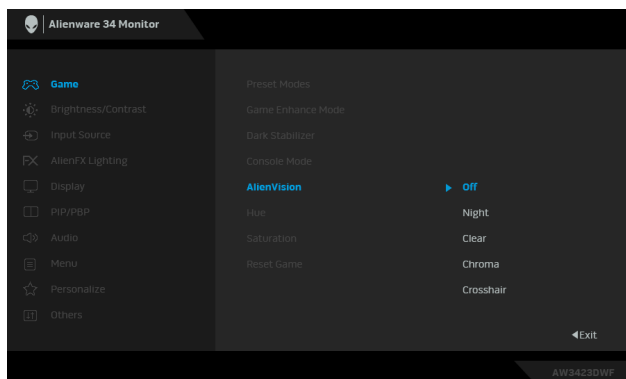 Alienware 34 Monitor
Game
Preset Modes
Brightness/Contrast
Game Enhance Mode
Input Source
Dark Stabilizer
AlienFX Lighting
Console Mode
Display
AlienVision
Off
PIP/PBP
Hue
Night
Audio
Saturation
Clear
Menu
Reset Game
Chroma
Personalize
Crosshair
Others
Exit
AW3423DWF